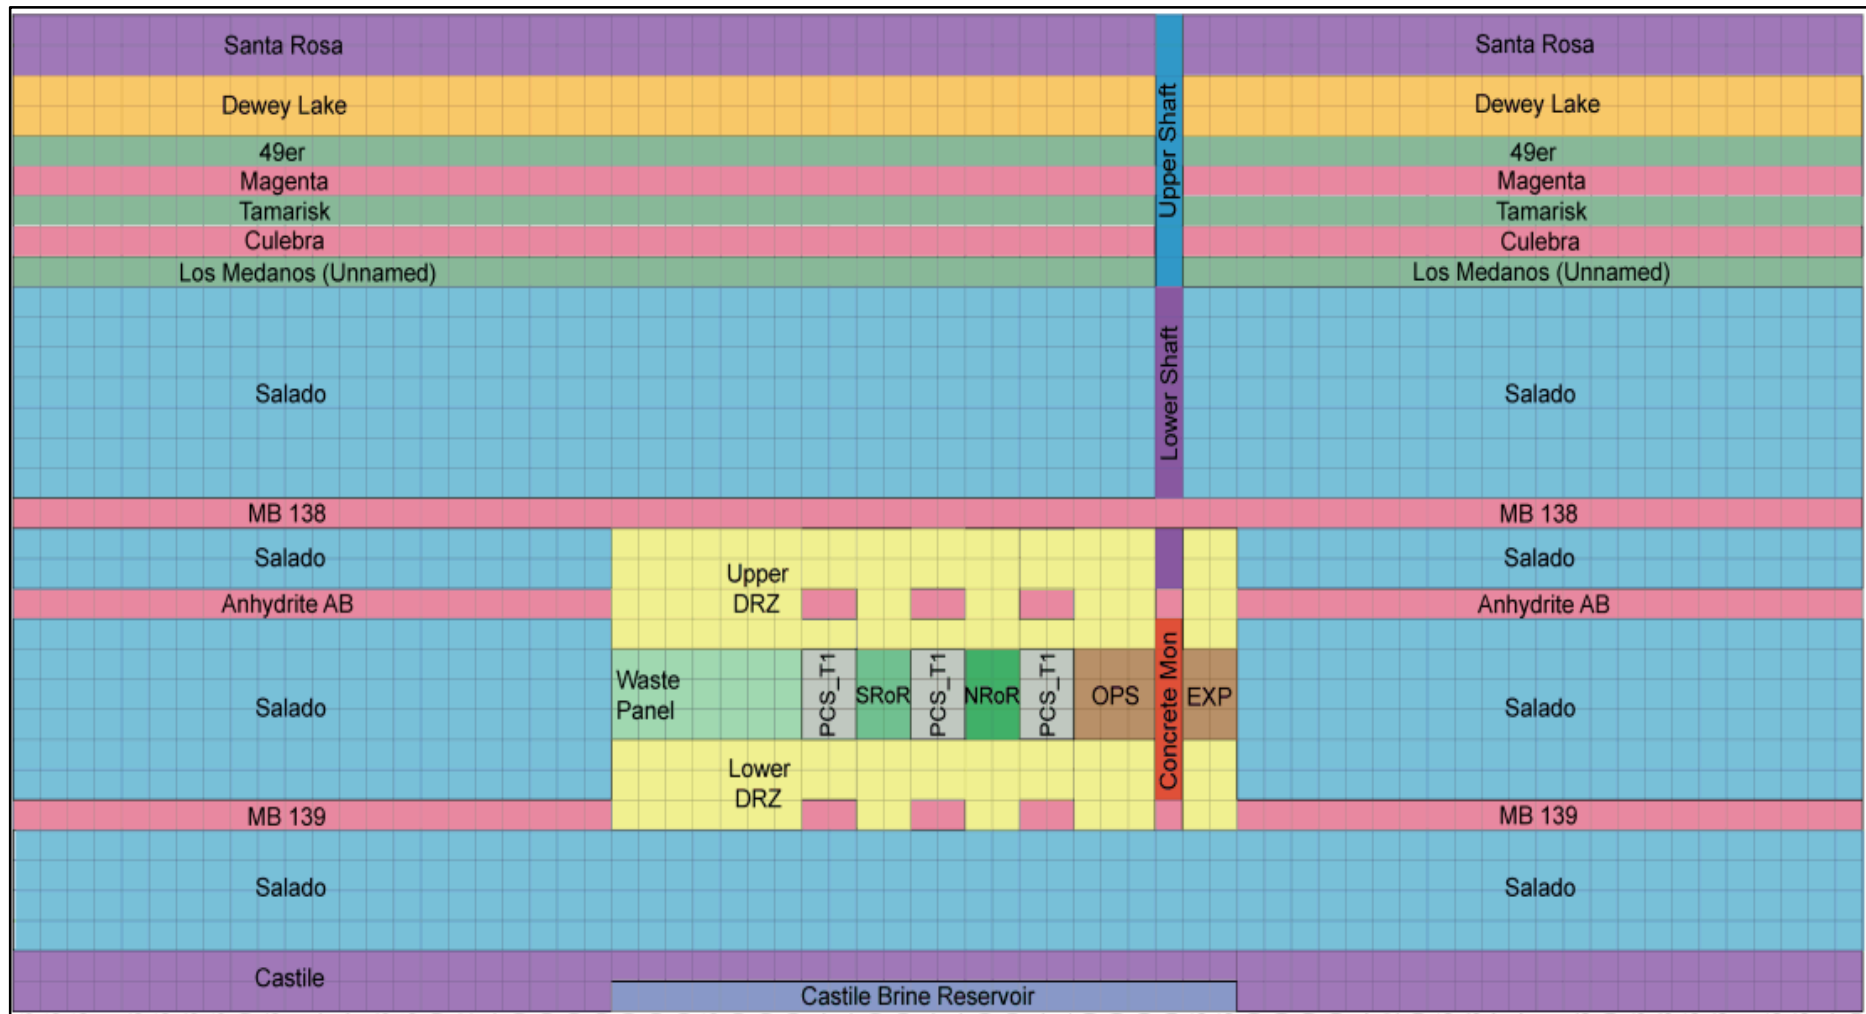 Santa Rosa
Santa Rosa
Dewey Lake
Dewey Lake
Upper Shaft
49er
49er
Magenta
Magenta
Tamarisk
Tamarisk
Culebra
Culebra
Los Medanos (Unnamed)
Los Medanos (Unnamed)
Salado
Lower Shaft
Salado
MB 138
MB 138
Salado
Salado
Upper
DRZ
Anhydrite AB
Anhydrite AB
Salado
Waste
Panel
PCS_T1
SRoR
PCS_T1
NRoR
PCS_T1
OPS
Concrete Mon
EXP
Salado
Lower
DRZ
MB 139
MB 139
Salado
Salado
Castile
Castile Brine Reservoir